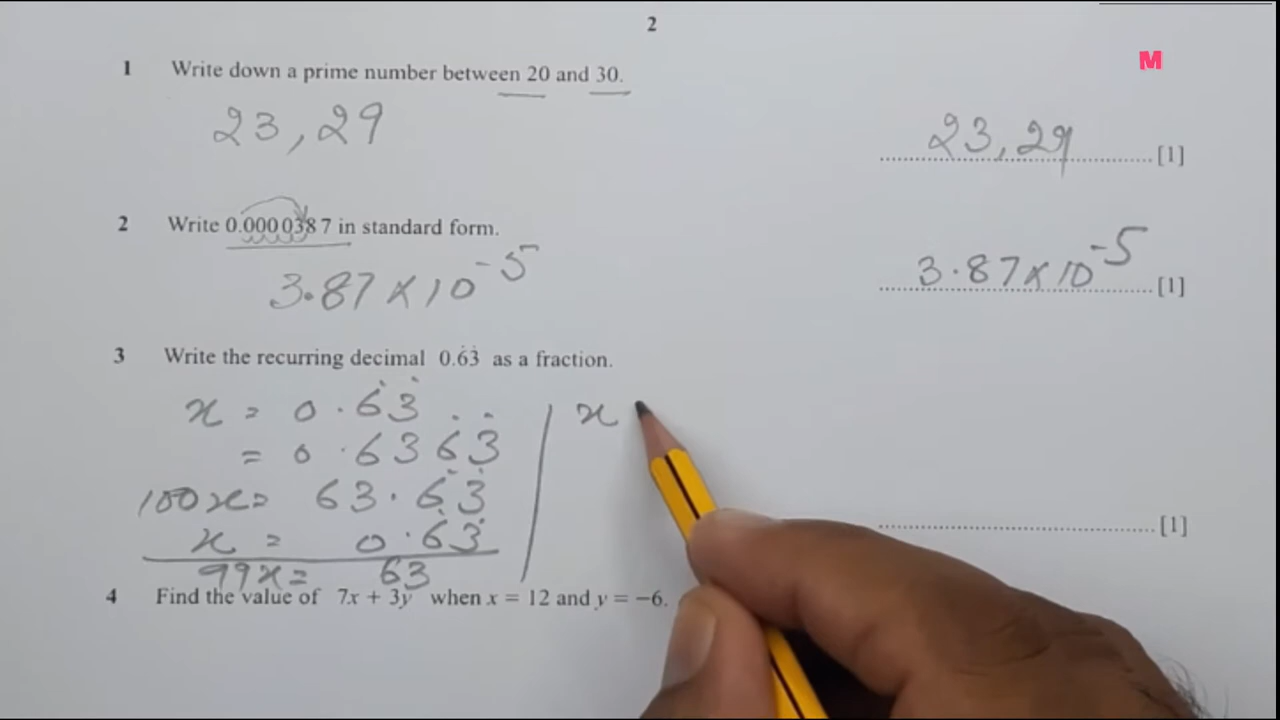 2
M
1 Write down a prime number between 20 and 30.
23, 29
23, 29 [1]
2 Write 0.0000387 in standard form.
3.87 × 10⁻⁵
3.87 × 10⁻⁵ [1]
3 Write the recurring decimal 0.6̇3̇ as a fraction.
x = 0.6̇3̇
= 0.636̇3̇
100x = 63.6̇3̇
x = 0.6̇3̇
99x = 63
x
[1]
4 Find the value of 7x + 3y when x = 12 and y = −6.